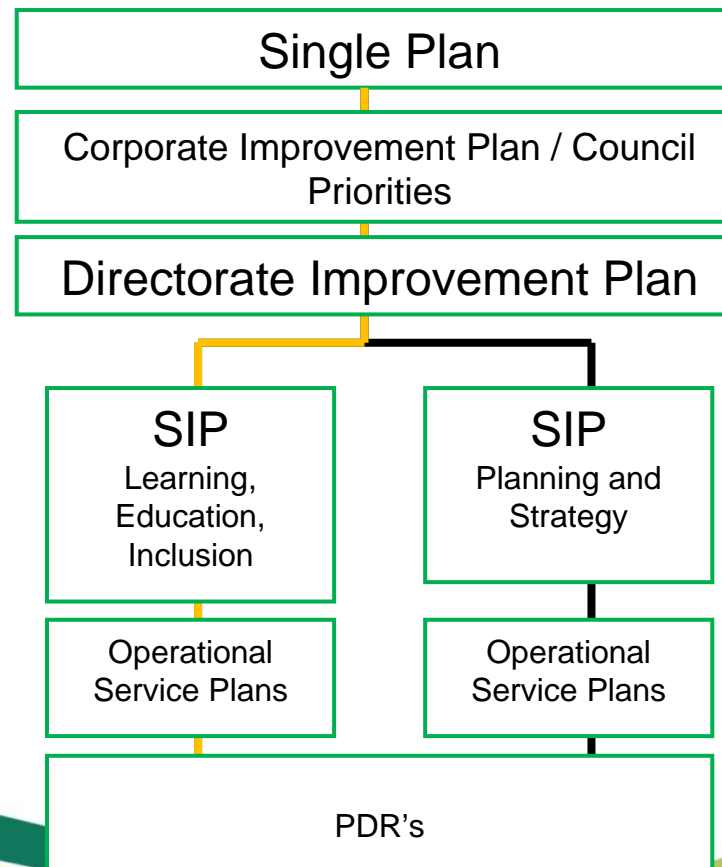 Single Plan
Corporate Improvement Plan / Council
Priorities
Directorate Improvement Plan
SIP
Learning,
Education,
Inclusion
SIP
Planning and
Strategy
Operational
Service Plans
Operational
Service Plans
PDR's